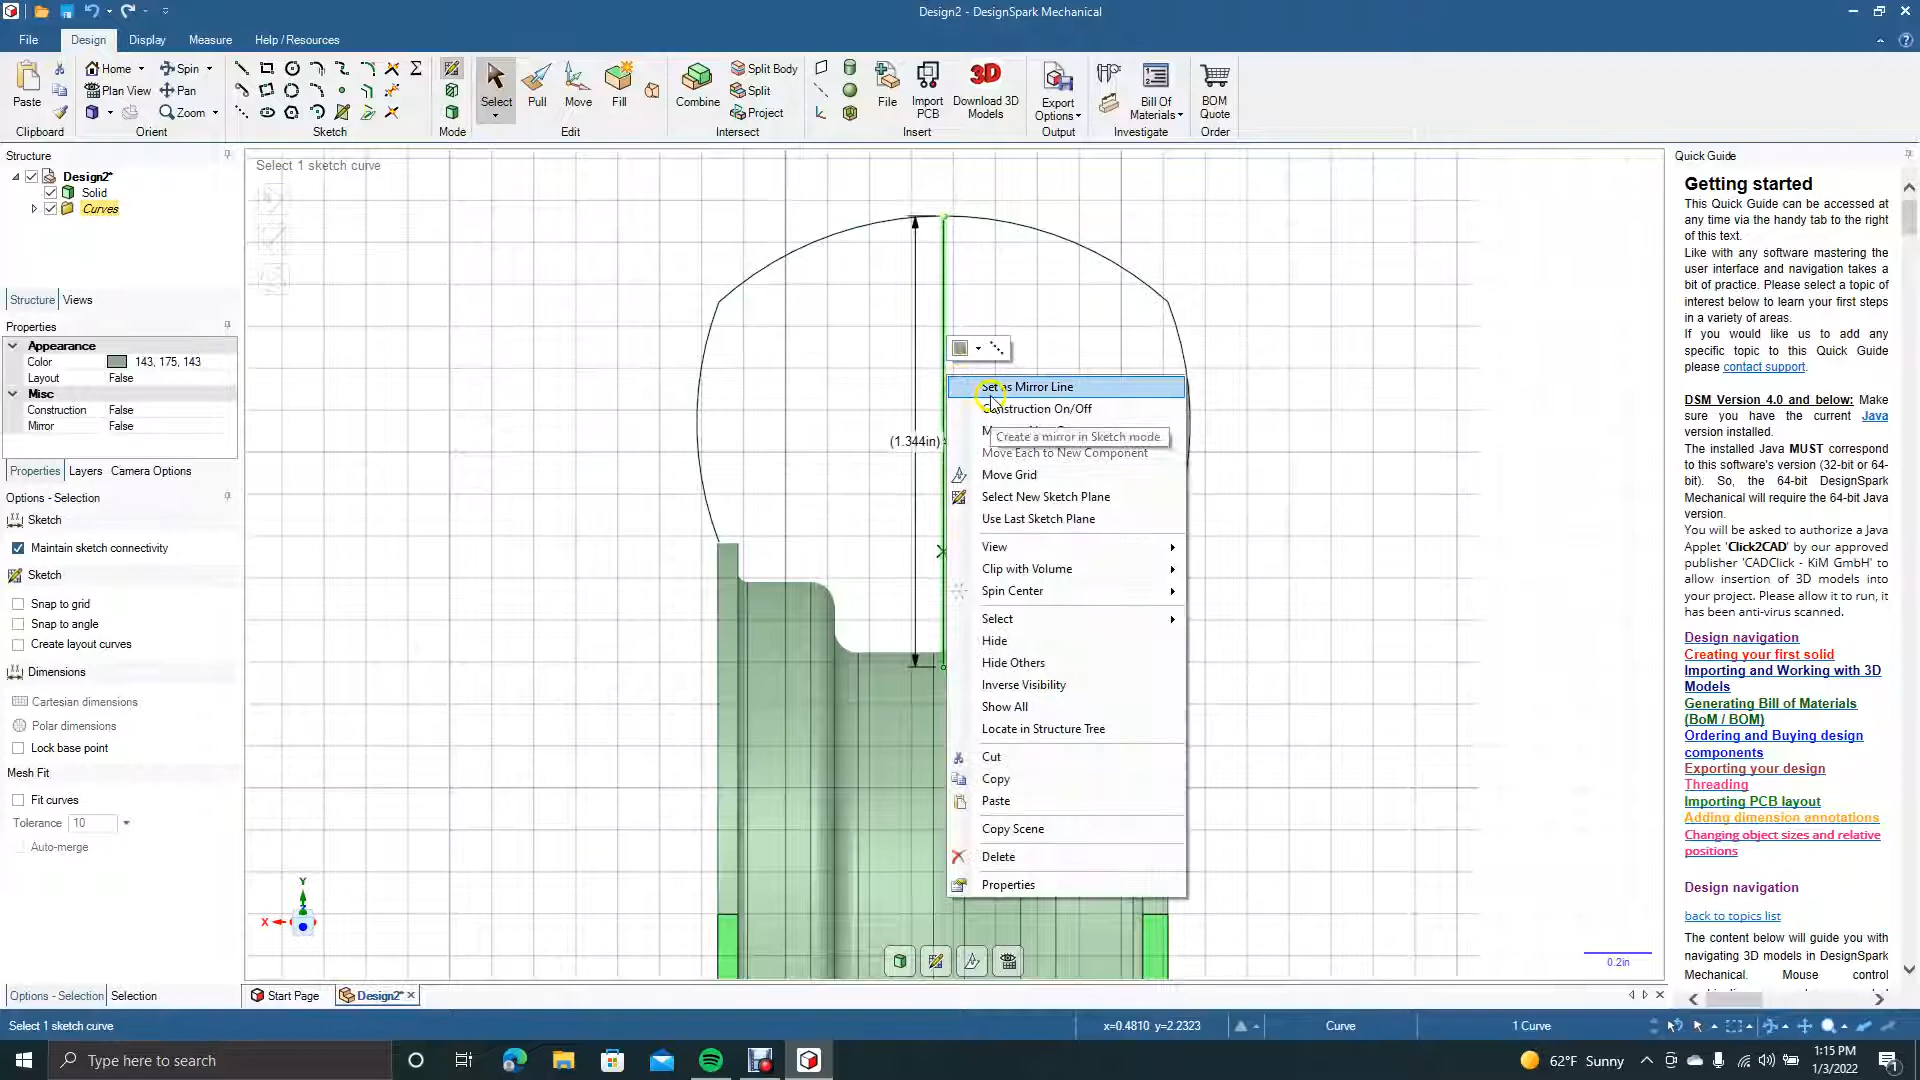 Design2 - DesignSpark Mechanical
File
Design
Display
Measure
Help / Resources
Paste
Home
Plan View
Spin
Pan
Zoom
Select
Pull
Move
Fill
Combine
Split Body
Split
Project
File
Import PCB
3D
Download 3D Models
Export Options
Bill Of Materials
BOM Quote
Clipboard
Orient
Sketch
Mode
Edit
Intersect
Insert
Output
Investigate
Order
Structure
Design2*
Solid
Curves
Structure
Views
Properties
Appearance
Color
143, 175, 143
Layout
False
Misc
Construction
False
Mirror
False
Properties
Layers
Camera Options
Options - Selection
Sketch
Maintain sketch connectivity
Sketch
Snap to grid
Snap to angle
Create layout curves
Dimensions
Cartesian dimensions
Polar dimensions
Lock base point
Mesh Fit
Fit curves
Tolerance
10
Auto-merge
Options - Selection
Selection
Select 1 sketch curve
(1.344in)
Y
X
Set as Mirror Line
Construction On/Off
Create a mirror in Sketch mode.
Move Each to New Component
Move Grid
Select New Sketch Plane
Use Last Sketch Plane
View
Clip with Volume
Spin Center
Select
Hide
Hide Others
Inverse Visibility
Show All
Locate in Structure Tree
Cut
Copy
Paste
Copy Scene
Delete
Properties
0.2in
Start Page
Design2*
Quick Guide
Getting started
This Quick Guide can be accessed at
any time via the handy tab to the right
of this text.
Like with any software mastering the
user interface and navigation takes a
bit of practice. Please select a topic of
interest below to learn your first steps
in a variety of areas.
If you would like us to add any
specific topic to this Quick Guide
please contact support.
DSM Version 4.0 and below: Make
sure you have the current Java
version installed.
The installed Java MUST correspond
to this software's version (32-bit or 64-
bit). So, the 64-bit DesignSpark
Mechanical will require the 64-bit Java
version.
You will be asked to authorize a Java
Applet 'Click2CAD' by our approved
publisher 'CADClick - KiM GmbH' to
allow insertion of 3D models into
your project. Please allow it to run, it
has been anti-virus scanned.
Design navigation
Creating your first solid
Importing and Working with 3D
Models
Generating Bill of Materials
(BoM / BOM)
Ordering and Buying design
components
Exporting your design
Threading
Importing PCB layout
Adding dimension annotations
Changing object sizes and relative
positions
Design navigation
back to topics list
The content below will guide you with
navigating 3D models in DesignSpark
Mechanical. Mouse control
Select 1 sketch curve
x=0.4810 y=2.2323
Curve
1 Curve
Type here to search
62°F Sunny
1:15 PM
1/3/2022